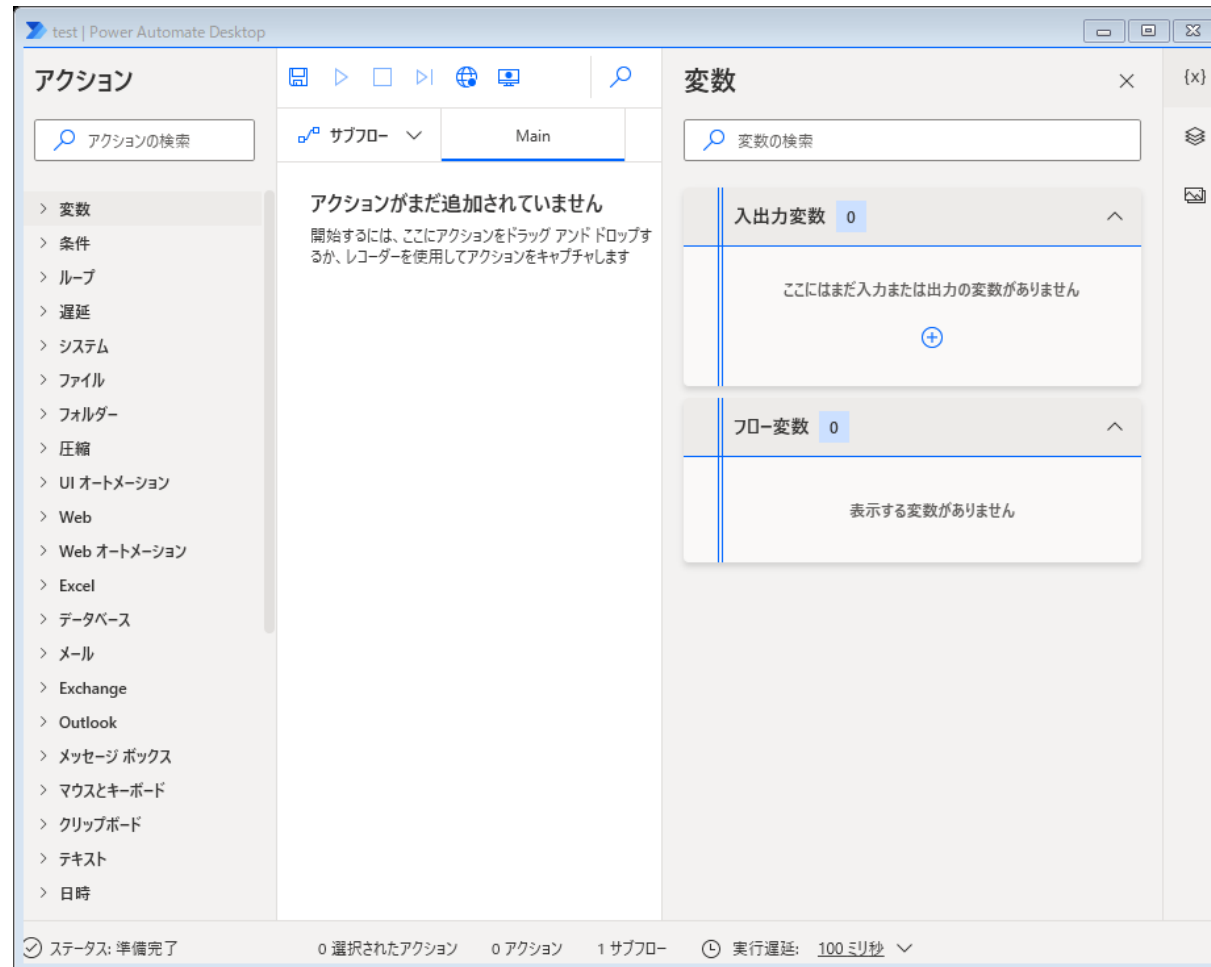 test | Power Automate Desktop
アクション
アクションの検索
変数
条件
ループ
遅延
システム
ファイル
フォルダー
圧縮
UI オートメーション
Web
Web オートメーション
Excel
データベース
メール
Exchange
Outlook
メッセージ ボックス
マウスとキーボード
クリップボード
テキスト
日時
サブフロー
Main
アクションがまだ追加されていません
開始するには、ここにアクションをドラッグ アンド ドロップす
るか、レコーダーを使用してアクションをキャプチャします
変数
{x}
変数の検索
入出力変数 0
ここにはまだ入力または出力の変数がありません
フロー変数 0
表示する変数がありません
ステータス: 準備完了
0 選択されたアクション
0 アクション
1 サブフロー
実行遅延: 100 ミリ秒